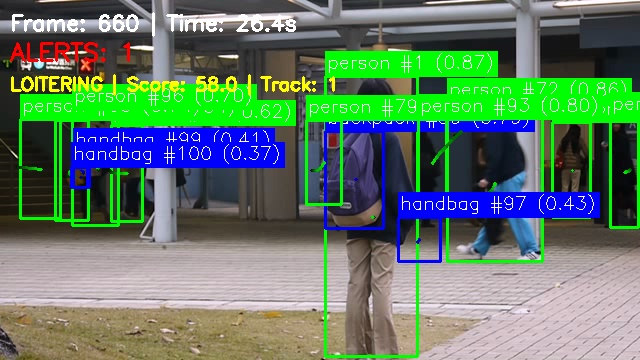 Frame: 660 | Time: 26.4s
ALERTS: 1
LOITERING | Score: 58.0 | Track: 1
person #1 (0.87)
person #72 (0.86)
person #96 (0.70)
person #79
person #93 (0.80)
handbag #99 (0.41)
handbag #100 (0.37)
handbag #97 (0.43)